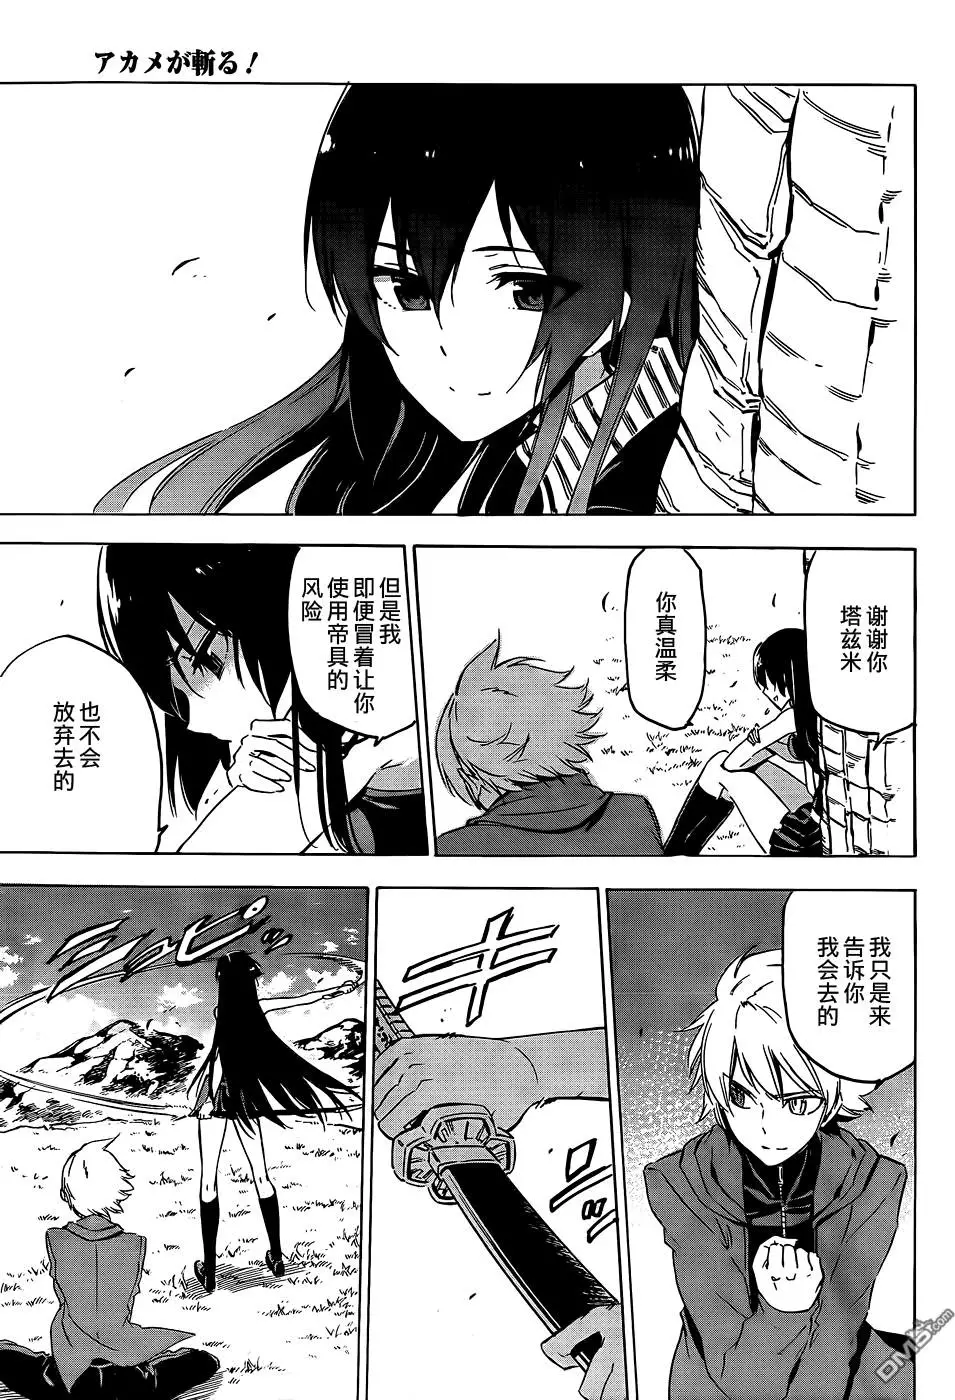 アカメが斬る!
谢谢你
塔兹米
你真温柔
但是我
即便冒着让你
使用帝具的
风险
也不会
放弃去的
我只是来
告诉你
我会去的
キ
DM5.com